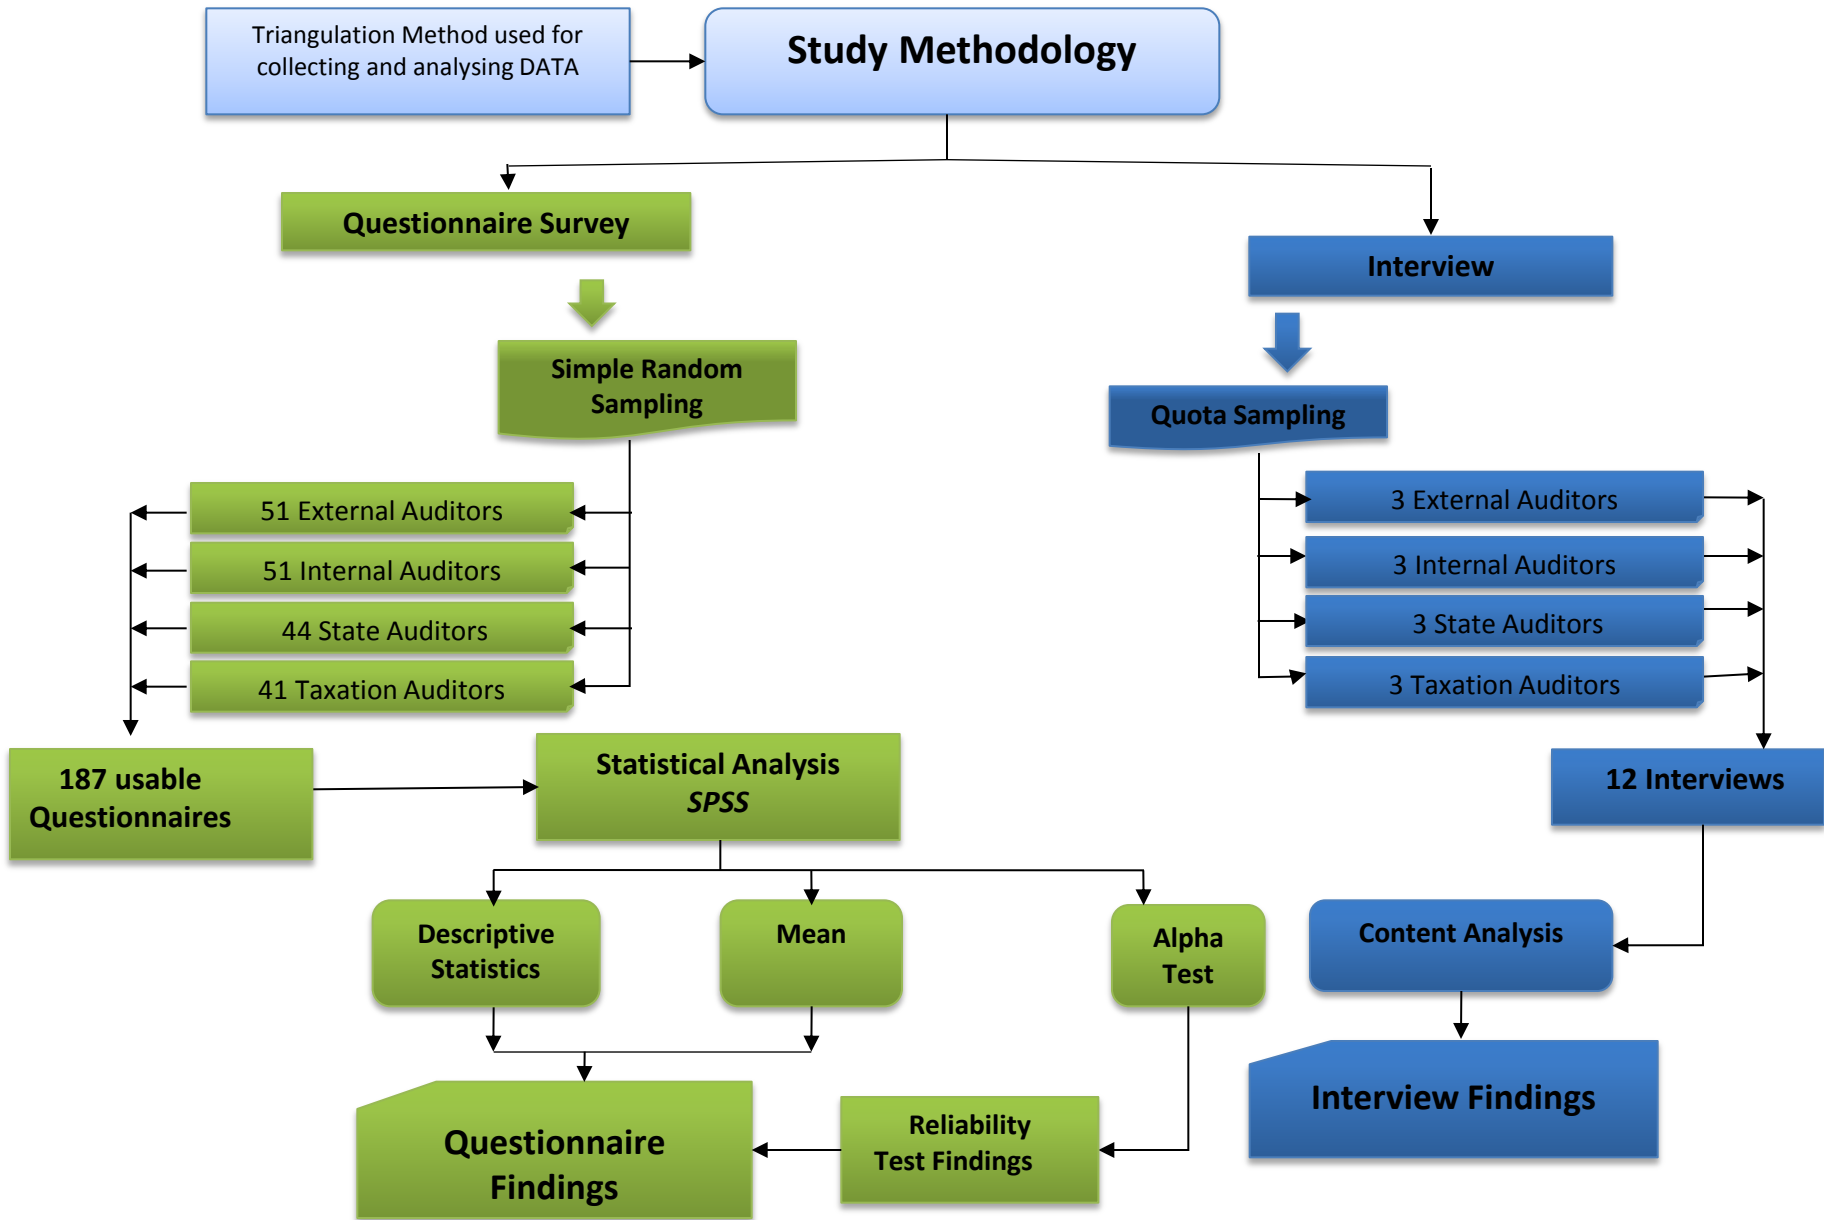 Triangulation Method used for
collecting and analysing DATA
Study Methodology
Questionnaire Survey
Interview
Simple Random
Sampling
Quota Sampling
51 External Auditors
51 Internal Auditors
44 State Auditors
41 Taxation Auditors
3 External Auditors
3 Internal Auditors
3 State Auditors
3 Taxation Auditors
187 usable
Questionnaires
Statistical Analysis
SPSS
12 Interviews
Descriptive
Statistics
Mean
Alpha
Test
Content Analysis
Questionnaire
Findings
Reliability
Test Findings
Interview Findings